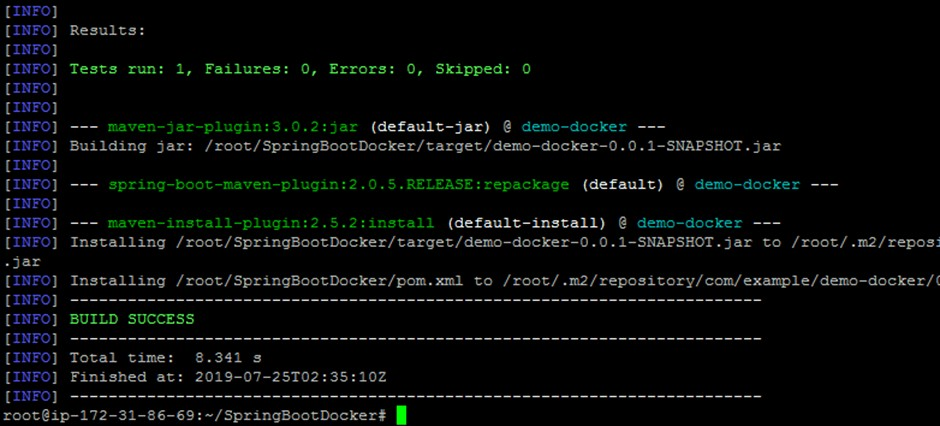 [INFO]
[INFO] Results:
[INFO]
[INFO] Tests run: 1, Failures: 0, Errors: 0, Skipped: 0
[INFO]
[INFO]
[INFO] --- maven-jar-plugin:3.0.2:jar (default-jar) @ demo-docker ---
[INFO] Building jar: /root/SpringBootDocker/target/demo-docker-0.0.1-SNAPSHOT.jar
[INFO]
[INFO] --- spring-boot-maven-plugin:2.0.5.RELEASE:repackage (default) @ demo-docker ---
[INFO]
[INFO] --- maven-install-plugin:2.5.2:install (default-install) @ demo-docker ---
[INFO] Installing /root/SpringBootDocker/target/demo-docker-0.0.1-SNAPSHOT.jar to /root/.m2/reposi
.jar
[INFO] Installing /root/SpringBootDocker/pom.xml to /root/.m2/repository/com/example/demo-docker/0
[INFO] ------------------------------------------------------------------------
[INFO] BUILD SUCCESS
[INFO] ------------------------------------------------------------------------
[INFO] Total time:  8.341 s
[INFO] Finished at: 2019-07-25T02:35:10Z
[INFO] ------------------------------------------------------------------------
root@ip-172-31-86-69:~/SpringBootDocker#